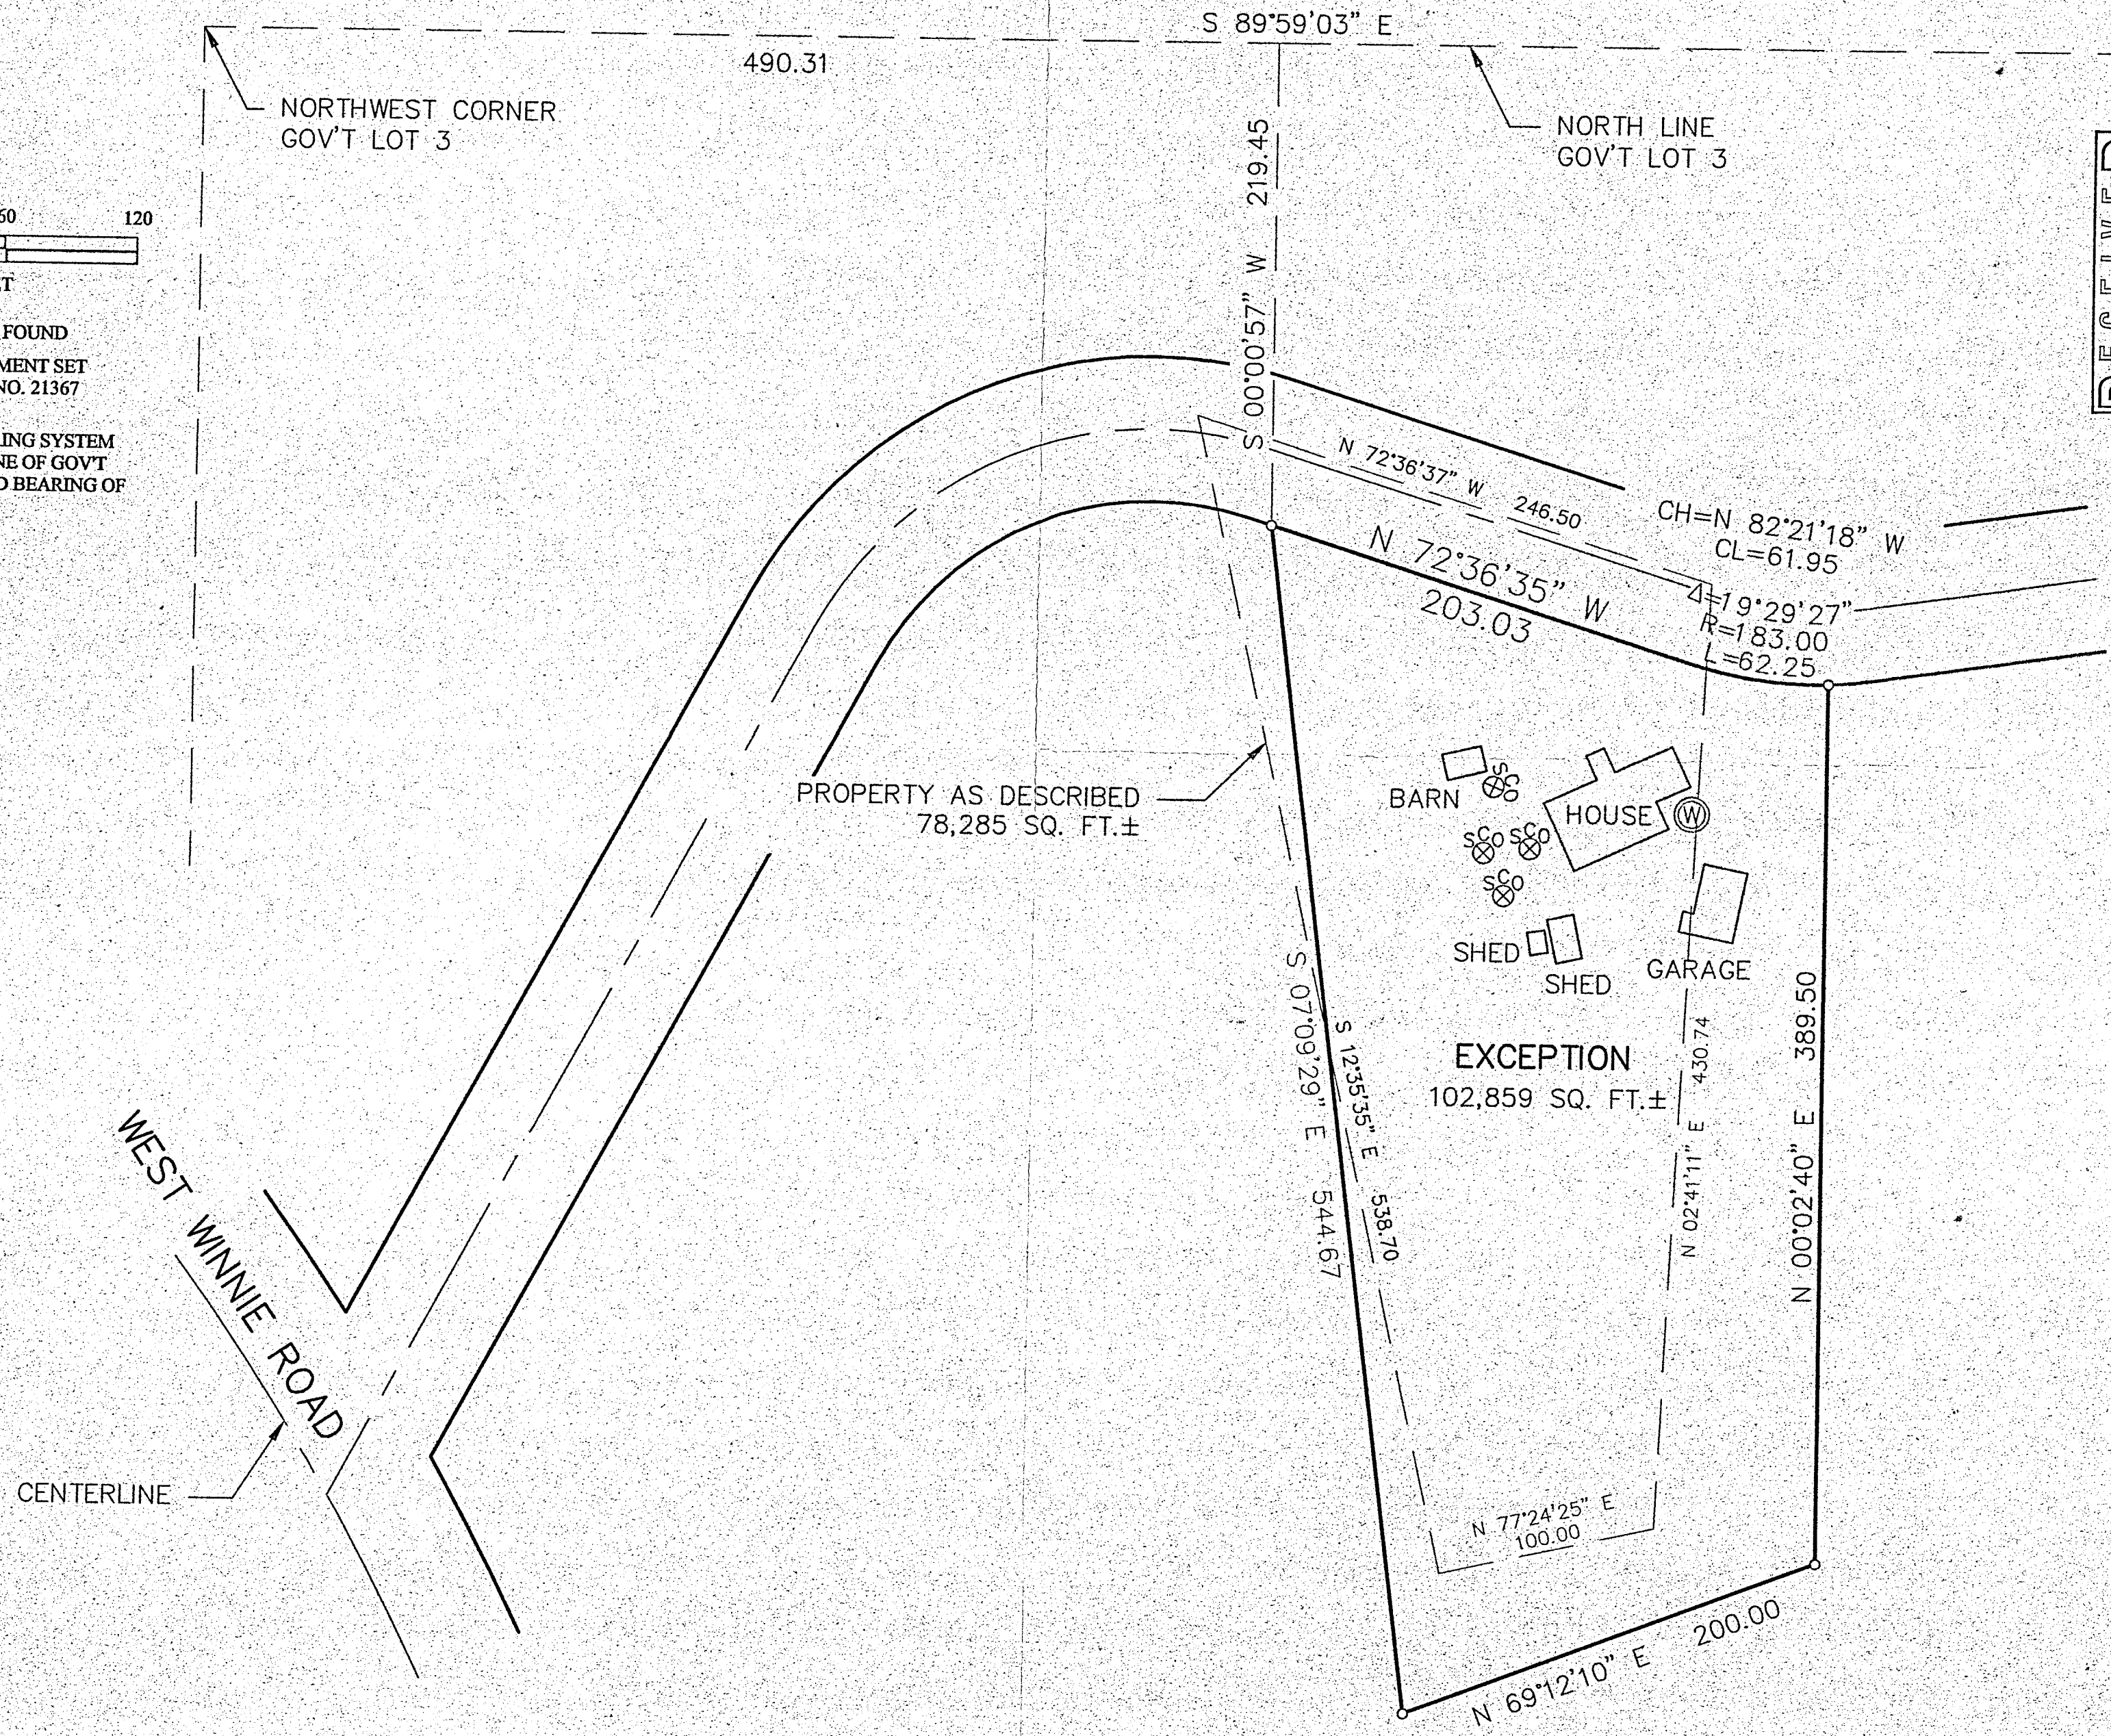 S 89°59'03" E
490.31
NORTHWEST CORNER
GOV'T LOT 3
NORTH LINE
GOV'T LOT 3
S 00°00'57" W 219.45
60 120
FOUND
NO. 21367
NE OF GOV'T
BEARING OF
RECEIVED
N 72°36'37" W 246.50
N 72°36'35" W
203.03
CH=N 82°21'18" W
CL=61.95
Δ=19°29'27"
R=183.00
L=62.25
PROPERTY AS DESCRIBED
78,285 SQ. FT.±
BARN
SCO
HOUSE
W
SCO
SCO
SCO
SHED
SHED
GARAGE
EXCEPTION
102,859 SQ. FT.±
S 07°09'29" E 544.67
S 12°35'35" E 538.70
N 02°41'11" E 430.74
N 00°02'40" E 389.50
WEST WINNIE ROAD
CENTERLINE
N 77°24'25" E
100.00
N 69°12'10" E 200.00